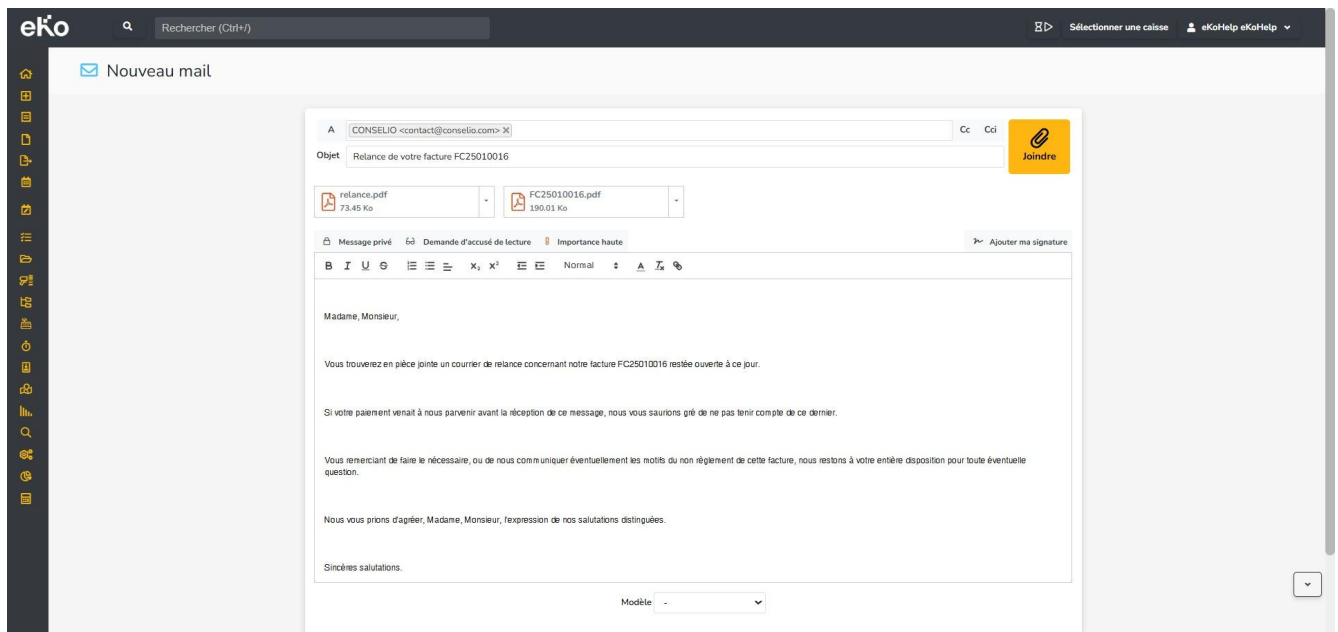 eKo
Rechercher (Ctrl+/)
Sélectionner une caisse
eKoHelp eKoHelp
Nouveau mail
A CONSELIO <contact@conselio.com> Cc Cci
Objet Relance de votre facture FC25010016
Joindre
relance.pdf
73.45 Ko
FC25010016.pdf
190.01 Ko
Message privé Demande d'accusé de lecture Importance haute Ajouter ma signature
B I U S X₂ X² Normal A Tx
Madame, Monsieur,
Vous trouverez en pièce jointe un courrier de relance concernant notre facture FC25010016 restée ouverte à ce jour.
Si votre paiement venait à nous parvenir avant la réception de ce message, nous vous saurions gré de ne pas tenir compte de ce dernier.
Vous remerciant de faire le nécessaire, ou de nous communiquer éventuellement les motifs du non règlement de cette facture, nous restons à votre entière disposition pour toute éventuelle
question.
Nous vous prions d'agréer, Madame, Monsieur, l'expression de nos salutations distinguées.
Sincères salutations.
Modèle -